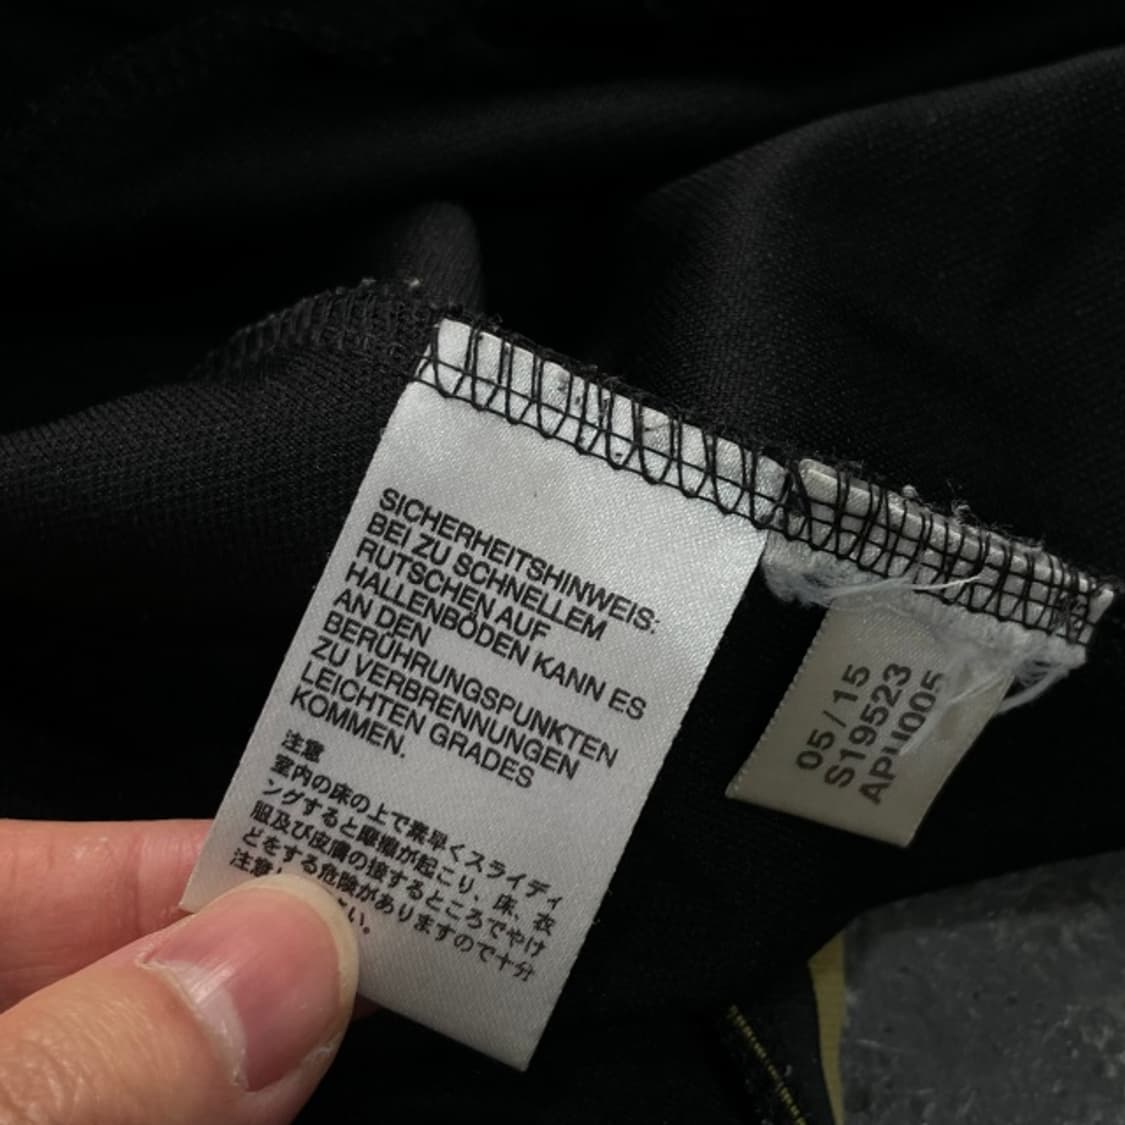 SICHERHEITSHINWEIS:
BEI ZU SCHNELLEM
RUTSCHEN AUF
HALLENBÖDEN KANN ES
AN DEN
BERÜHRUNGSPUNKTEN
ZU VERBRENNUNGEN
LEICHTEN GRADES
KOMMEN.
注意
室内の床の上で素早くスライディ
ングすると摩擦が起こり、床、衣
服及び皮膚の接するところでやけ
どをする危険がありますので十分
注意
い。
05/15
S19523
APU005